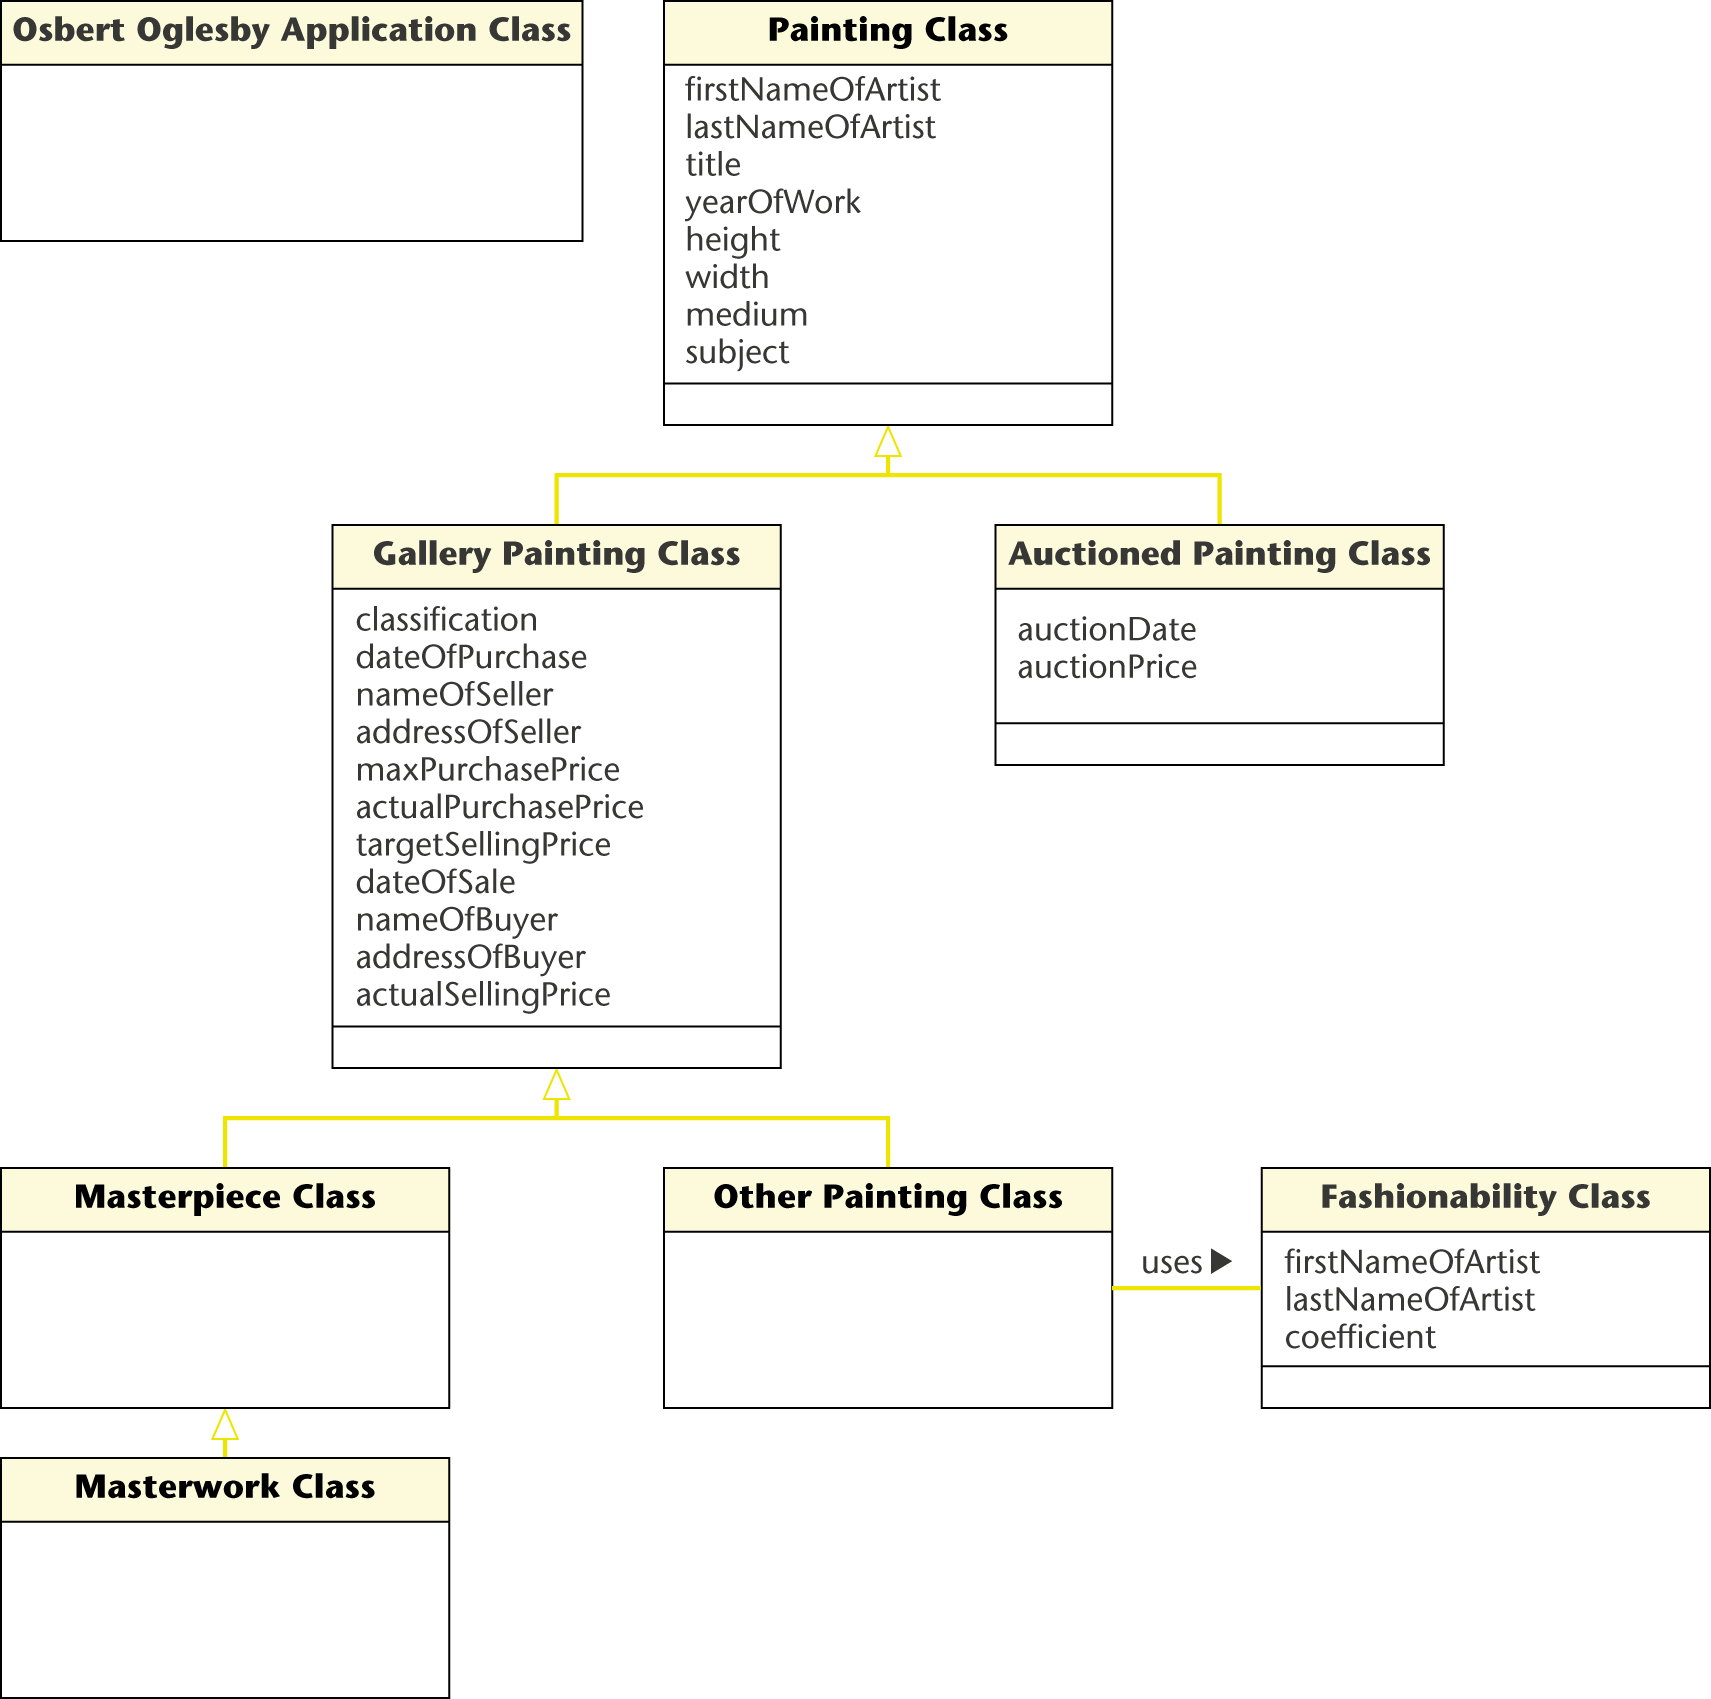 Osbert Oglesby Application Class
Painting Class
firstNameOfArtist
lastNameOfArtist
title
yearOfWork
height
width
medium
subject
Gallery Painting Class
classification
dateOfPurchase
nameOfSeller
addressOfSeller
maxPurchasePrice
actualPurchasePrice
targetSellingPrice
dateOfSale
nameOfBuyer
addressOfBuyer
actualSellingPrice
Auctioned Painting Class
auctionDate
auctionPrice
Masterpiece Class
Other Painting Class
uses ▶
Fashionability Class
firstNameOfArtist
lastNameOfArtist
coefficient
Masterwork Class